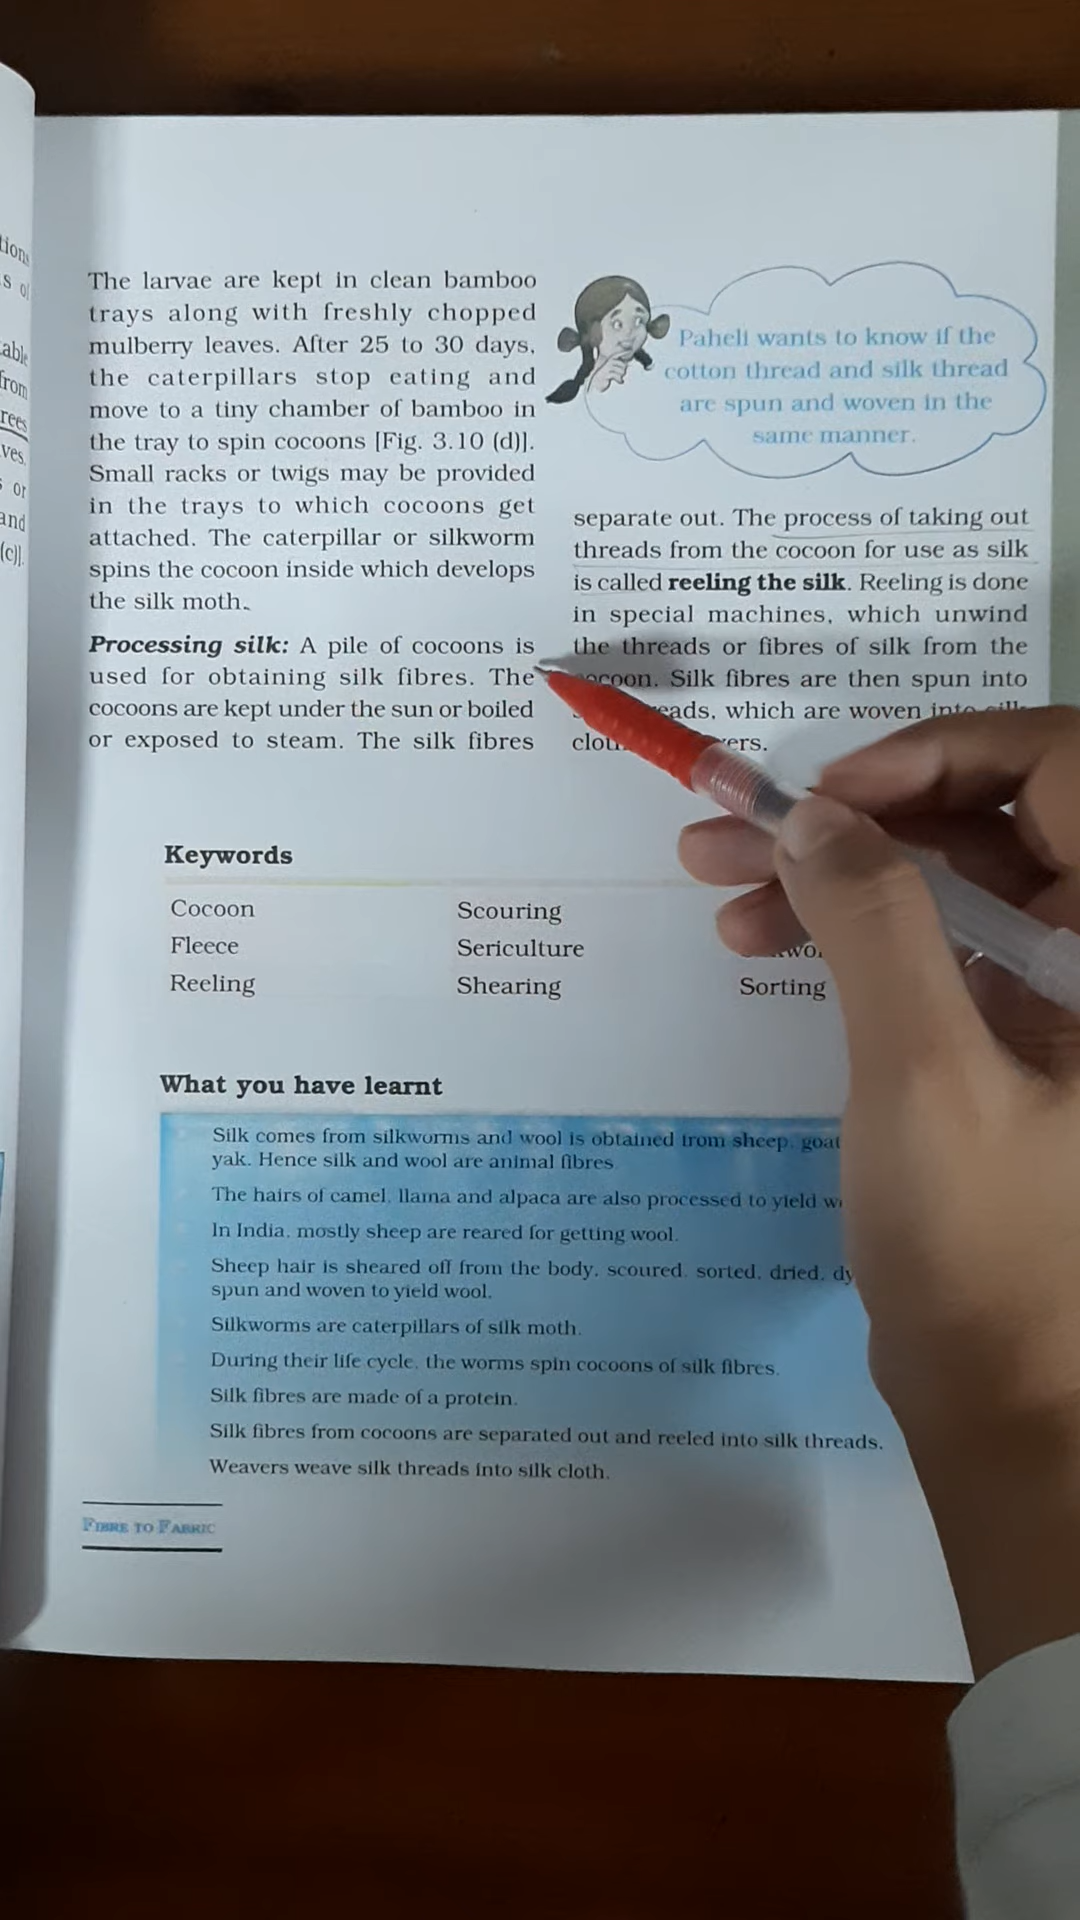 tions
s of
able
from
rees
ves.
s or
and
(c)].
The larvae are kept in clean bamboo
trays along with freshly chopped
mulberry leaves. After 25 to 30 days,
the caterpillars stop eating and
move to a tiny chamber of bamboo in
the tray to spin cocoons [Fig. 3.10 (d)].
Small racks or twigs may be provided
in the trays to which cocoons get
attached. The caterpillar or silkworm
spins the cocoon inside which develops
the silk moth.
Processing silk: A pile of cocoons is
used for obtaining silk fibres. The
cocoons are kept under the sun or boiled
or exposed to steam. The silk fibres
Paheli wants to know if the
cotton thread and silk thread
are spun and woven in the
same manner.
separate out. The process of taking out
threads from the cocoon for use as silk
is called reeling the silk. Reeling is done
in special machines, which unwind
the threads or fibres of silk from the
cocoon. Silk fibres are then spun into
which are woven into silk
Keywords
Cocoon Scouring
Fleece Sericulture
Reeling Shearing Sorting
What you have learnt
Silk comes from silkworms and wool is obtained from sheep, goat
yak. Hence silk and wool are animal fibres.
The hairs of camel, llama and alpaca are also processed to yield
In India, mostly sheep are reared for getting wool.
Sheep hair is sheared off from the body, scoured, sorted, dried, dy
spun and woven to yield wool.
Silkworms are caterpillars of silk moth.
During their life cycle, the worms spin cocoons of silk fibres.
Silk fibres are made of a protein.
Silk fibres from cocoons are separated out and reeled into silk threads.
Weavers weave silk threads into silk cloth.
FIBRE TO FABRIC